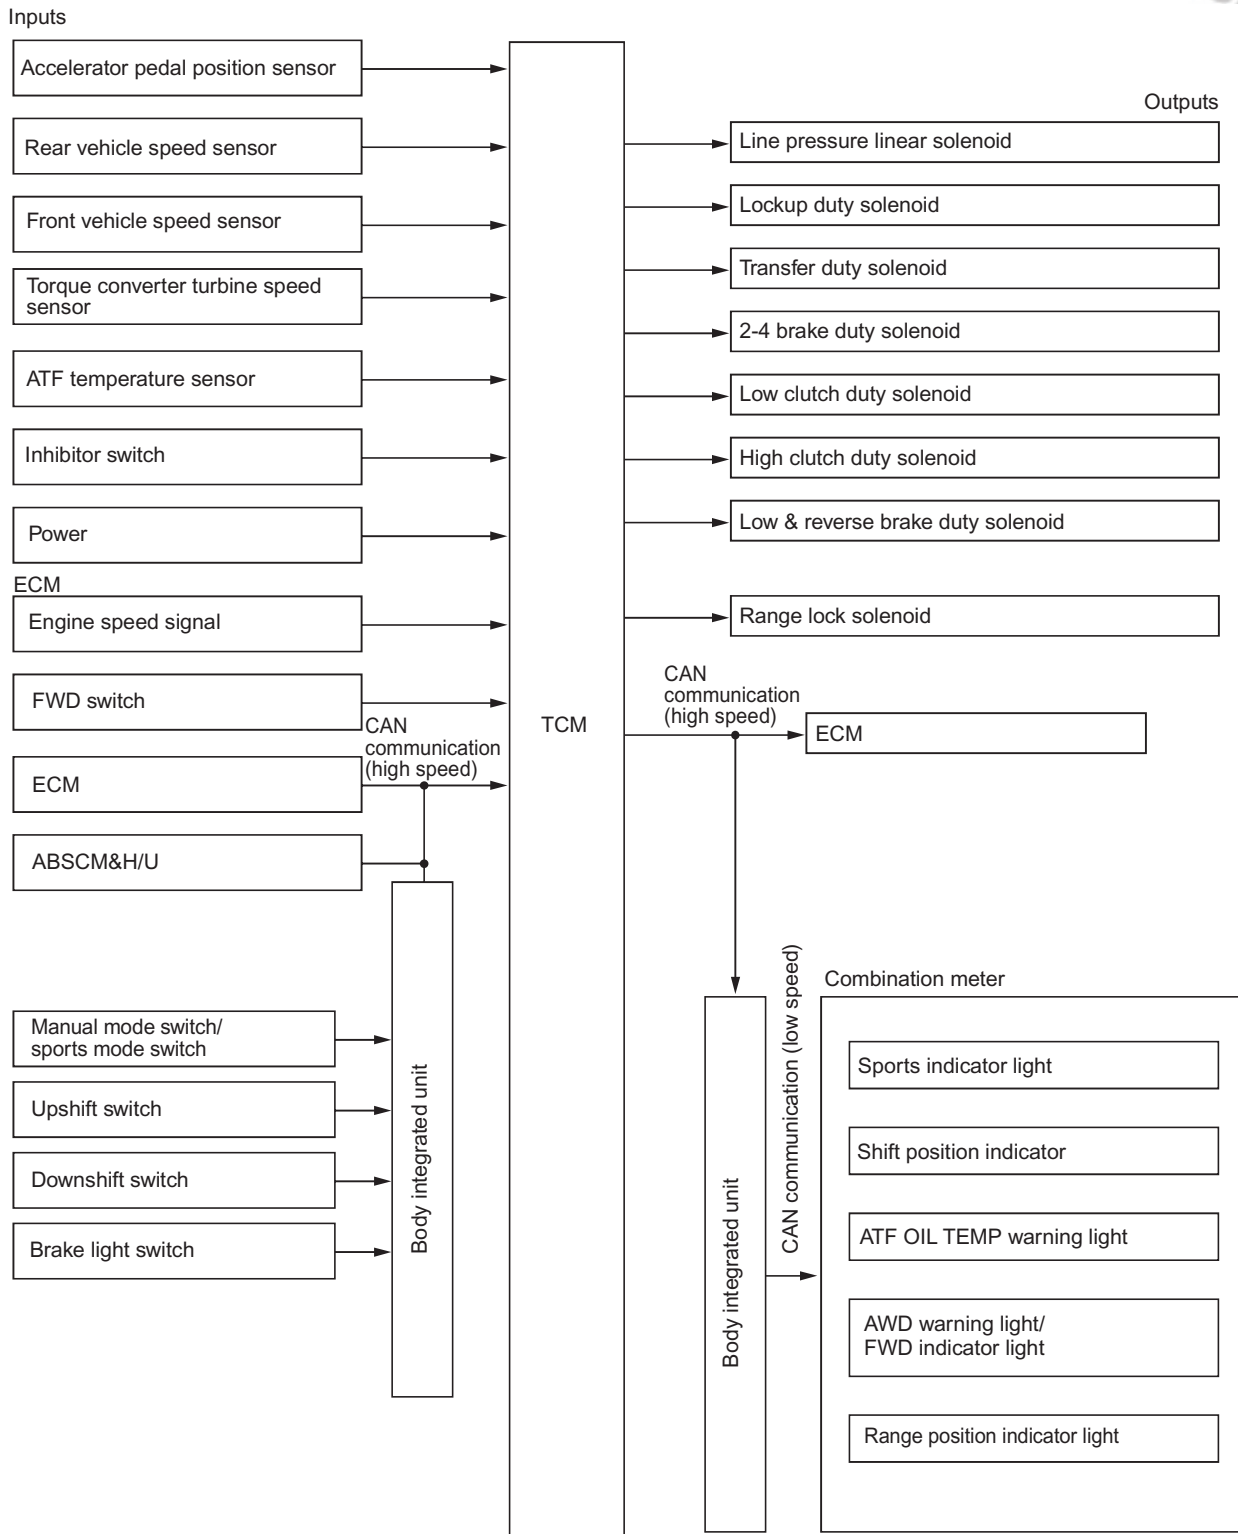 Inputs
Accelerator pedal position sensor
Rear vehicle speed sensor
Front vehicle speed sensor
Torque converter turbine speed
sensor
ATF temperature sensor
Inhibitor switch
Power
ECM
Engine speed signal
FWD switch
CAN
communication
(high speed)
ECM
ABSCM&H/U
Manual mode switch/
sports mode switch
Upshift switch
Downshift switch
Brake light switch
Body integrated unit
TCM
Outputs
Line pressure linear solenoid
Lockup duty solenoid
Transfer duty solenoid
2-4 brake duty solenoid
Low clutch duty solenoid
High clutch duty solenoid
Low & reverse brake duty solenoid
Range lock solenoid
CAN
communication
(high speed)
ECM
Body integrated unit
CAN communication (low speed)
Combination meter
Sports indicator light
Shift position indicator
ATF OIL TEMP warning light
AWD warning light/
FWD indicator light
Range position indicator light